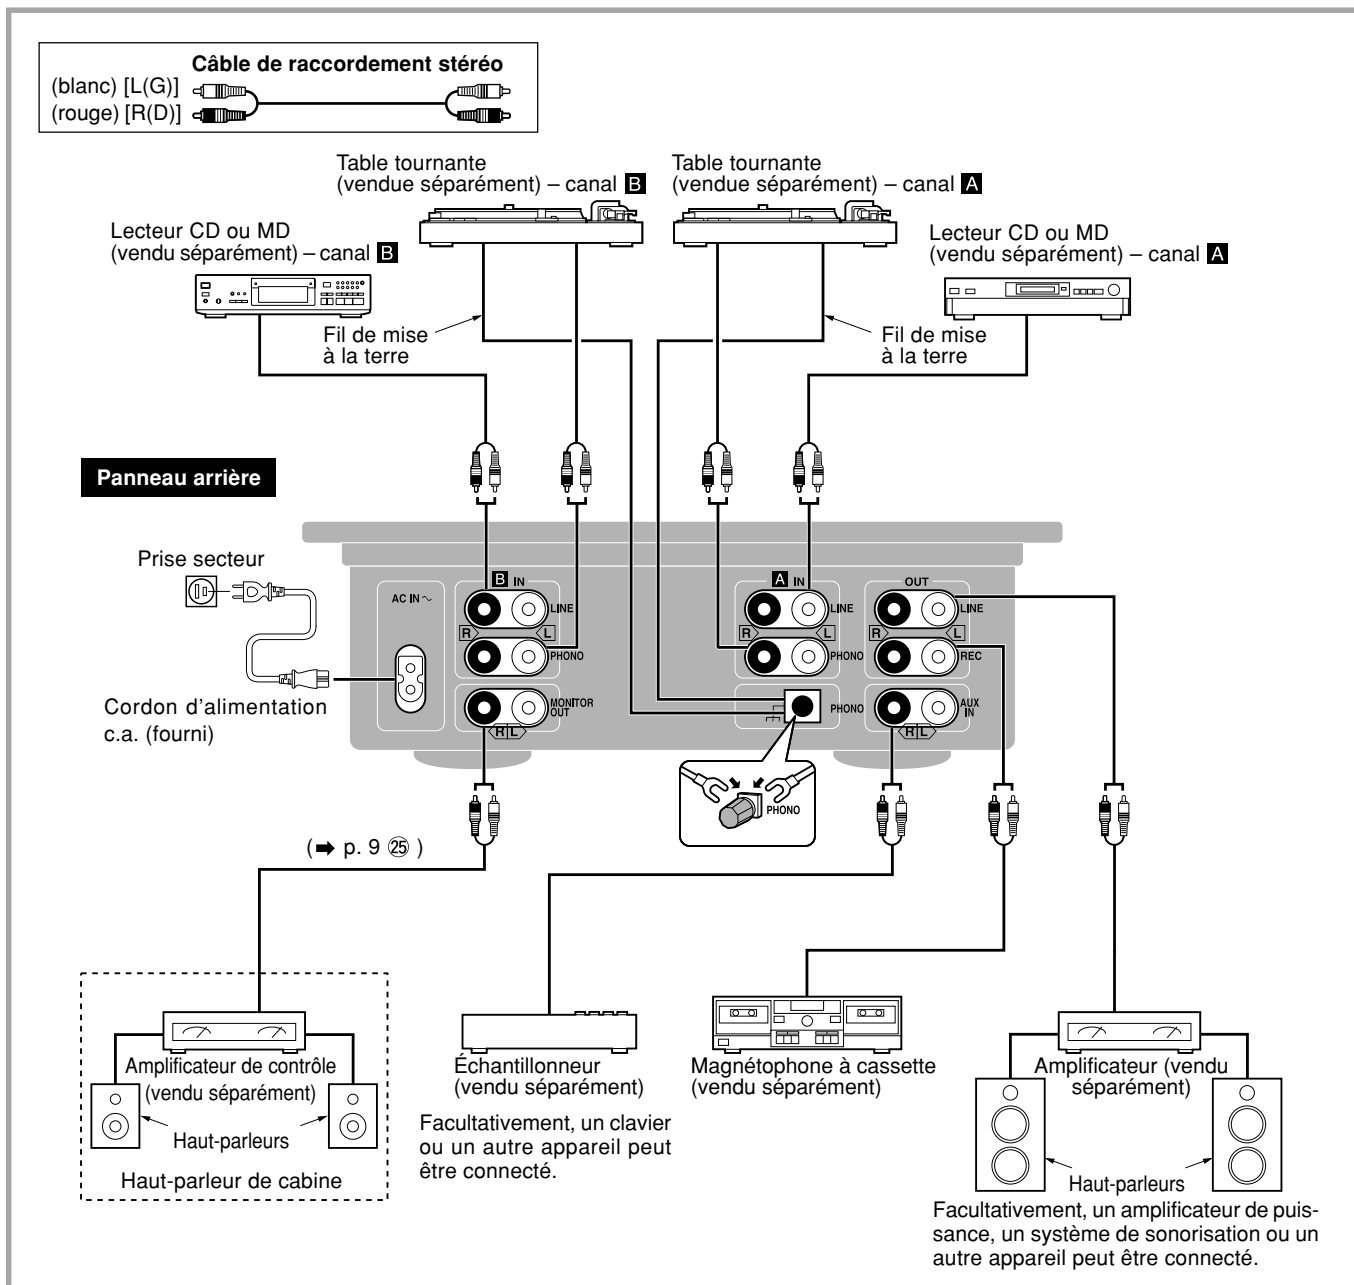 Câble de raccordement stéréo
(blanc) [L(G)]
(rouge) [R(D)]
Table tournante
(vendue séparément) – canal B
Table tournante
(vendue séparément) – canal A
Lecteur CD ou MD
(vendu séparément) – canal B
Lecteur CD ou MD
(vendu séparément) – canal A
Fil de mise
à la terre
Fil de mise
à la terre
Panneau arrière
Prise secteur
AC IN ~
B IN
LINE
R L
PHONO
MONITOR
OUT
R L
A IN
LINE
R L
PHONO
PHONO
OUT
LINE
R L
REC
AUX
IN
R L
Cordon d'alimentation
c.a. (fourni)
PHONO
(➡ p. 9 ㉕ )
Amplificateur de contrôle
(vendu séparément)
Haut-parleurs
Haut-parleur de cabine
Échantillonneur
(vendu séparément)
Facultativement, un clavier
ou un autre appareil peut
être connecté.
Magnétophone à cassette
(vendu séparément)
Amplificateur (vendu
séparément)
Haut-parleurs
Facultativement, un amplificateur de puis-
sance, un système de sonorisation ou un
autre appareil peut être connecté.